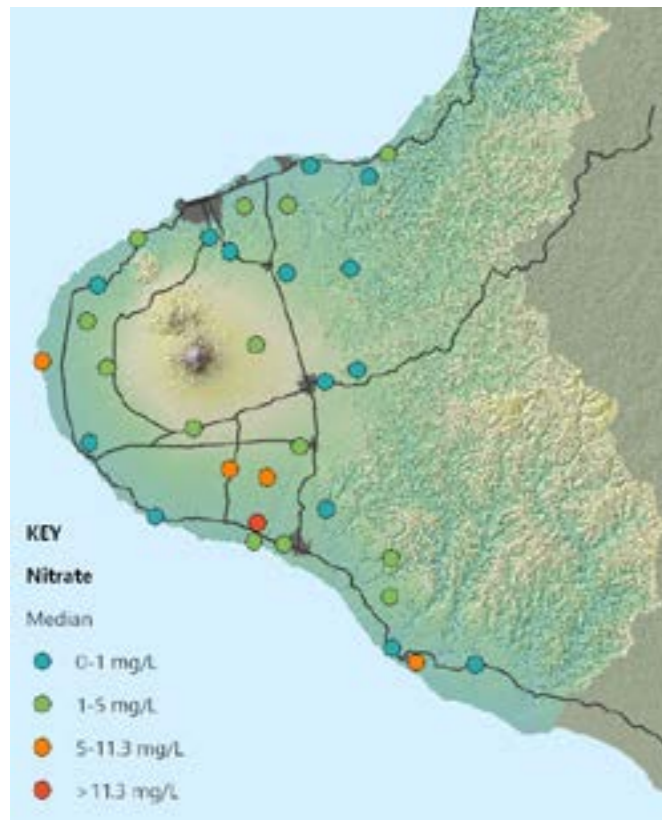 KEY
Nitrate
Median
0-1 mg/L
1-5 mg/L
5-11.3 mg/L
>11.3 mg/L